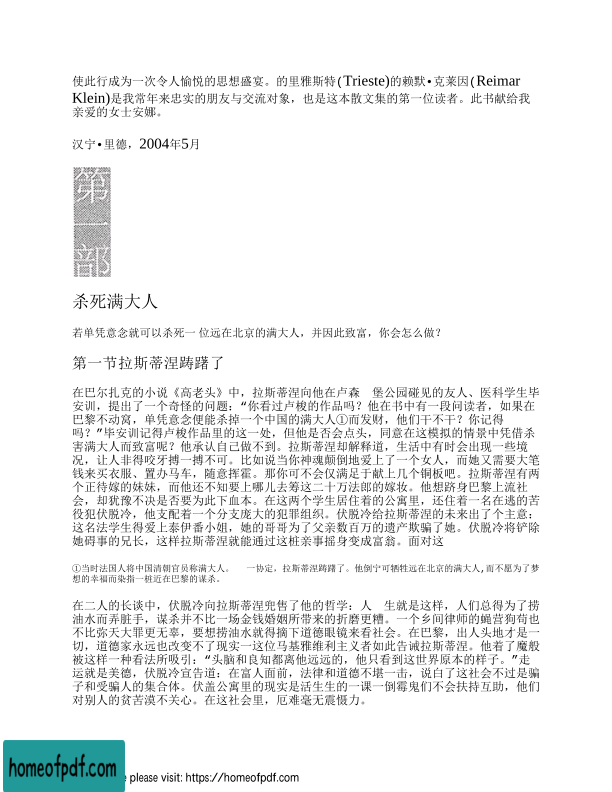 使此行成为一次令人愉悦的思想盛宴。的里雅斯特(Trieste)的赖默•克莱因(Reimar
Klein)是我常年来忠实的朋友与交流对象，也是这本散文集的第一位读者。此书献给我
亲爱的女士安娜。
汉宁•里德，2004年5月
第一部
杀死满大人
若单凭意念就可以杀死一 位远在北京的满大人，并因此致富，你会怎么做?
第一节拉斯蒂涅踌躇了
在巴尔扎克的小说《高老头》中，拉斯蒂涅向他在卢森　堡公园碰见的友人、医科学生毕
安训，提出了一个奇怪的问题：“你看过卢梭的作品吗? 他在书中有一段问读者，如果在
巴黎不动窝，单凭意念便能杀掉一个中国的满大人①而发财，他们干不干? 你记得
吗? ”毕安训记得卢梭作品里的这一处，但他是否会点头，同意在这模拟的情景中凭借杀
害满大人而致富呢? 他承认自己做不到。拉斯蒂涅却解释道，生活中有时会出现一些境
况，让人非得咬牙搏一搏不可。比如说当你神魂颠倒地爱上了一个女人，而她又需要大笔
钱来买衣服、置办马车，随意挥霍。那你可不会仅满足于献上几个铜板吧。拉斯蒂涅有两
个正待嫁的妹妹，而他还不知要上哪儿去筹这二十万法郎的嫁妆。他想跻身巴黎上流社
会，却犹豫不决是否要为此下血本。在这两个学生居住着的公寓里，还住着一名在逃的苦
役犯伏脱冷，他支配着一个分支庞大的犯罪组织。伏脱冷给拉斯蒂涅的未来出了个主意：
这名法学生得爱上泰伊番小姐，她的哥哥为了父亲数百万的遗产欺骗了她。伏脱冷将铲除
她碍事的兄长，这样拉斯蒂涅就能通过这桩亲事摇身变成富翁。面对这
①当时法国人将中国清朝官员称满大人。　一协定，拉斯蒂涅踌躇了。他倒宁可牺牲远在北京的满大人,而不愿为了梦
想的幸福而染指一桩近在巴黎的谋杀。
在二人的长谈中，伏脱冷向拉斯蒂涅兜售了他的哲学：人　生就是这样，人们总得为了捞
油水而弄脏手，谋杀并不比一场金钱婚姻所带来的折磨更糟。一个乡间律师的蝇营狗苟也
不比弥天大罪更无辜，要想捞油水就得摘下道德眼镜来看社会。在巴黎，出人头地才是一
切，道德家永远也改变不了现实一这位马基雅维利主义者如此告诫拉斯蒂涅。他着了魔般
被这样一种看法所吸引：“头脑和良知都离他远远的，他只看到这世界原本的样子。”走
运就是美德，伏脱冷宣告道：在富人面前，法律和道德不堪一击，说白了这社会不过是骗
子和受骗人的集合体。伏盖公寓里的现实是活生生的一课一倒霉鬼们不会扶持互助，他们
对别人的贫苦漠不关心。在这社会里，厄难毫无震慑力。
homeofpdf.com
e please visit: https://homeofpdf.com